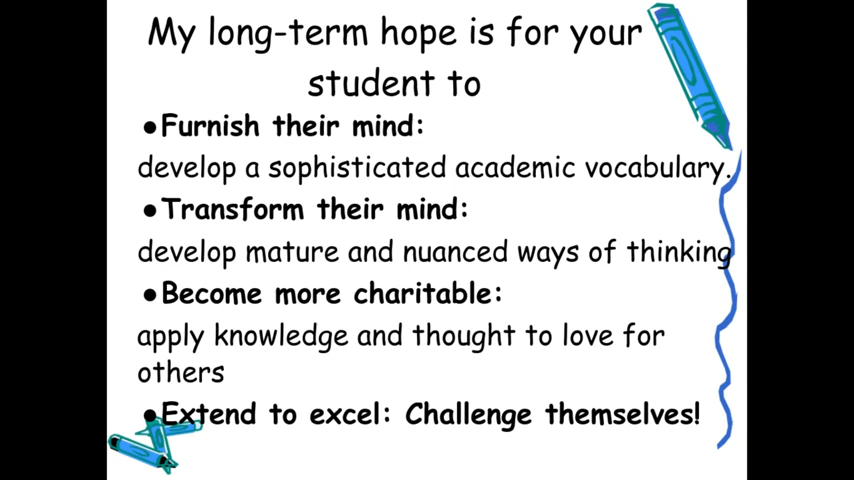 My long-term hope is for your
student to
●Furnish their mind:
develop a sophisticated academic vocabulary.
●Transform their mind:
develop mature and nuanced ways of thinking
●Become more charitable:
apply knowledge and thought to love for
others
●Extend to excel: Challenge themselves!